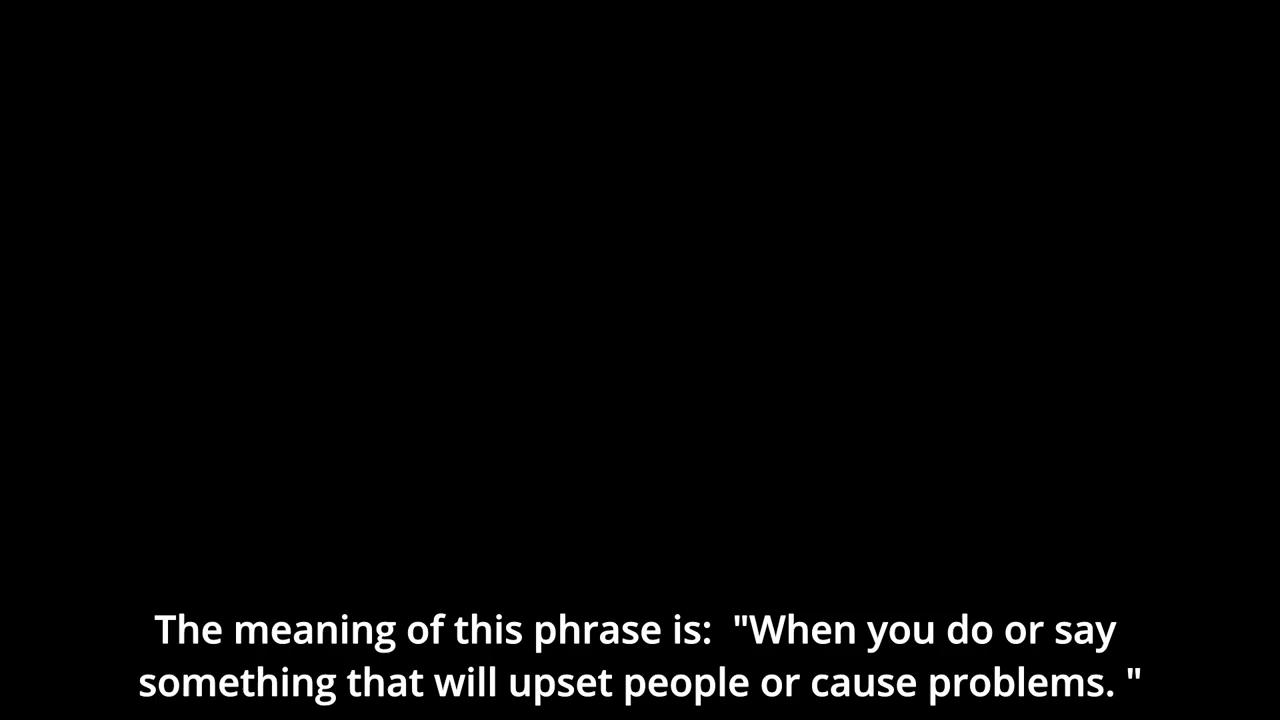 The meaning of this phrase is:  "When you do or say
something that will upset people or cause problems. "